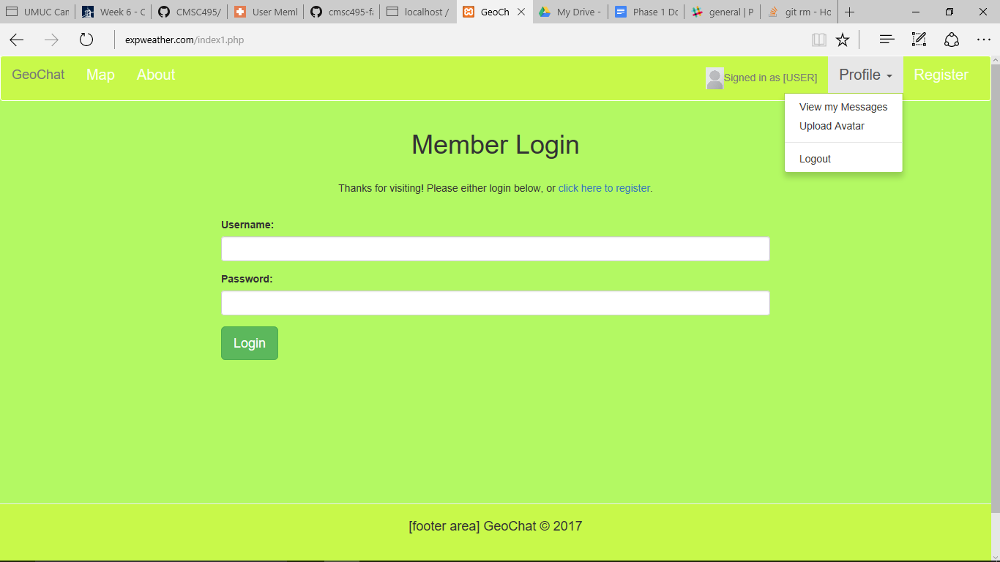 UMUC Car
Week 6 - C
CMSC495/
User Meml
cmsc495-fa
localhost /
GeoCh
My Drive -
Phase 1 Do
general | P
git rm - Ho
expweather.com/index1.php
GeoChat Map About Signed in as [USER] Profile Register
View my Messages
Upload Avatar
Logout
Member Login
Thanks for visiting! Please either login below, or click here to register.
Username:
Password:
Login
[footer area] GeoChat © 2017